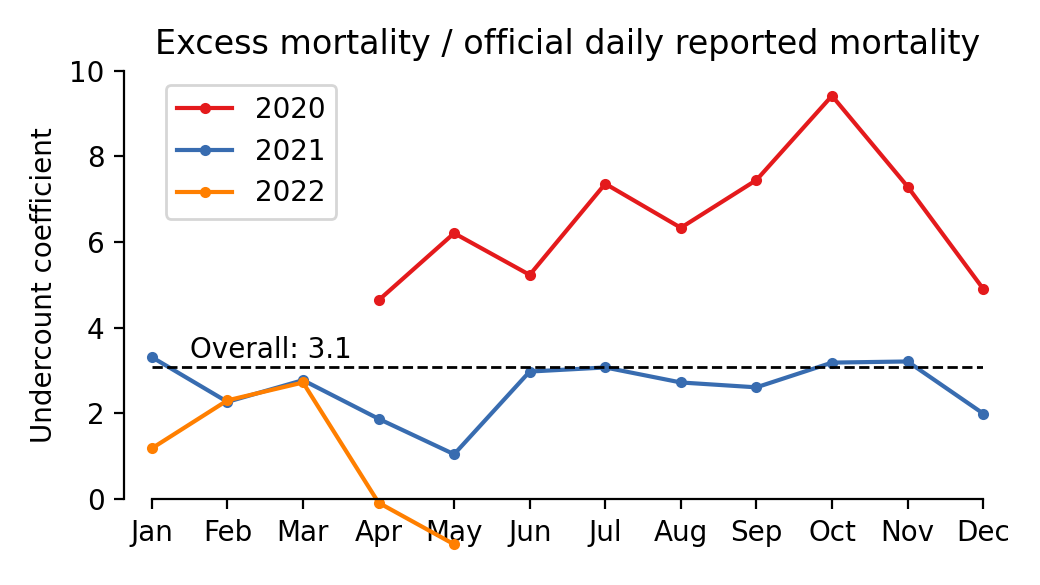 Excess mortality / official daily reported mortality
Undercount coefficient
10
8
6
4
2
0
2020
2021
2022
Overall: 3.1
Jan Feb Mar Apr May Jun Jul Aug Sep Oct Nov Dec